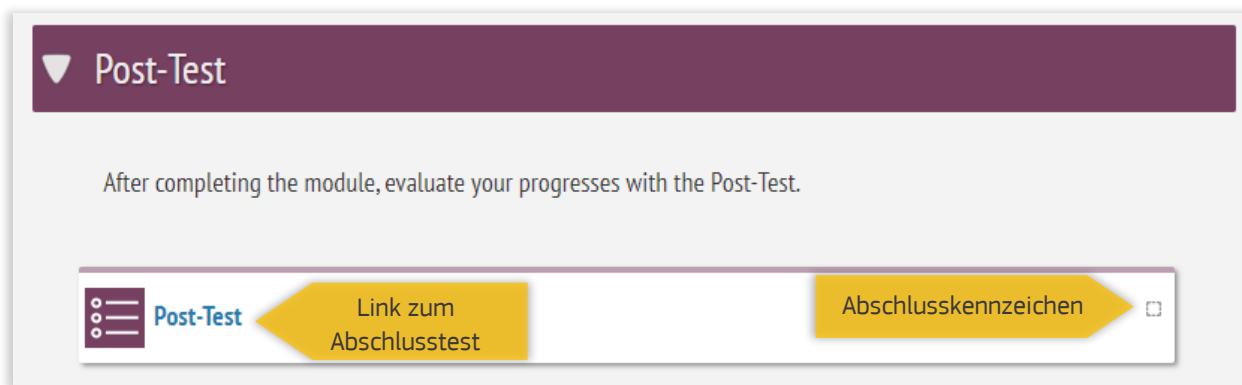 Post-Test
After completing the module, evaluate your progresses with the Post-Test.
Post-Test
Link zum
Abschlusstest
Abschlusskennzeichen